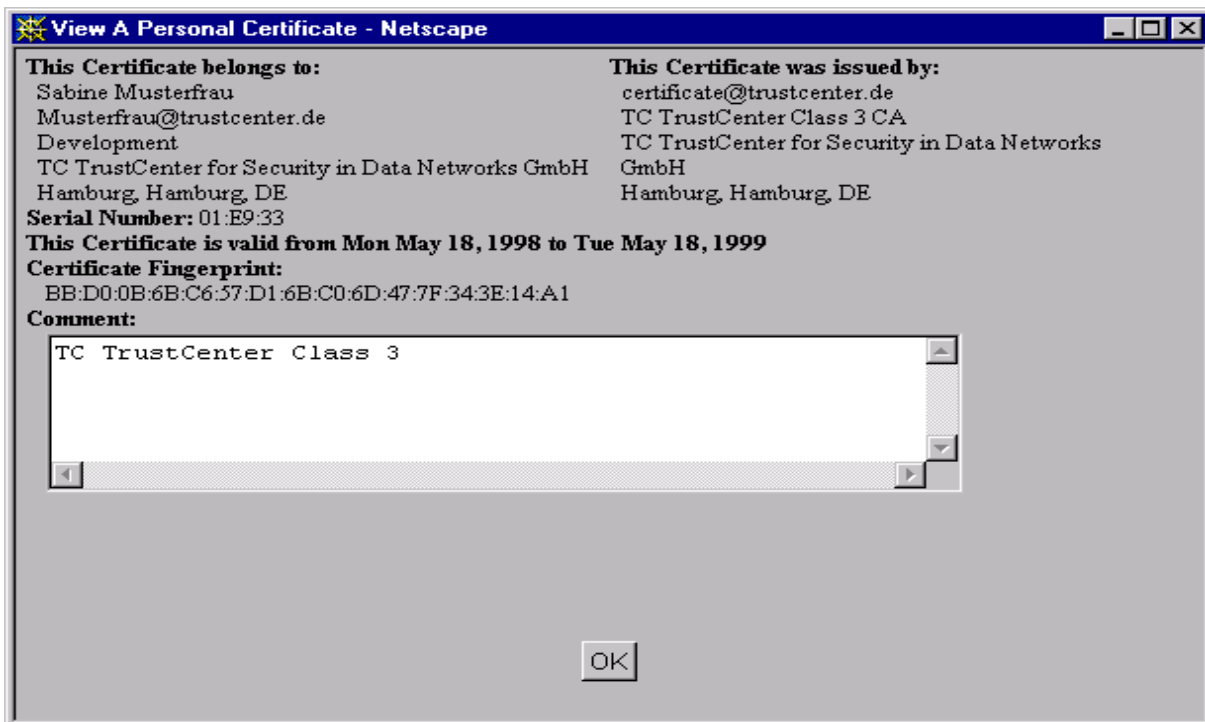 View A Personal Certificate - Netscape
This Certificate belongs to:
Sabine Musterfrau
Musterfrau@trustcenter.de
Development
TC TrustCenter for Security in Data Networks GmbH
Hamburg, Hamburg, DE
This Certificate was issued by:
certificate@trustcenter.de
TC TrustCenter Class 3 CA
TC TrustCenter for Security in Data Networks
GmbH
Hamburg, Hamburg, DE
Serial Number: 01:E9:33
This Certificate is valid from Mon May 18, 1998 to Tue May 18, 1999
Certificate Fingerprint:
BB:D0:0B:6B:C6:57:D1:6B:C0:6D:47:7F:34:3E:14:A1
Comment:
TC TrustCenter Class 3
OK